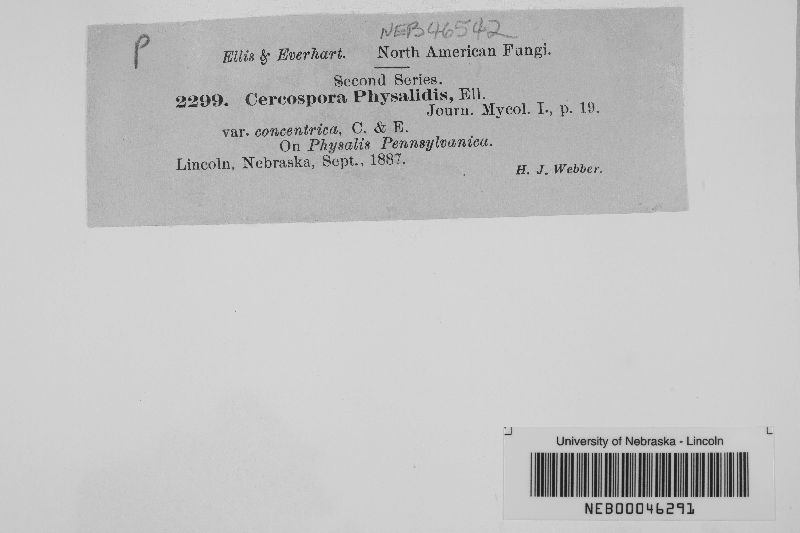 NEB46542
P
Ellis & Everhart. North American Fungi.
Second Series.
2299. Cercospora Physalidis, Ell.
Journ. Mycol. I., p. 19.
var. concentrica, C. & E.
On Physalis Pennsylvanica.
Lincoln, Nebraska, Sept., 1887.
H. J. Webber.
University of Nebraska - Lincoln
NEB00046291